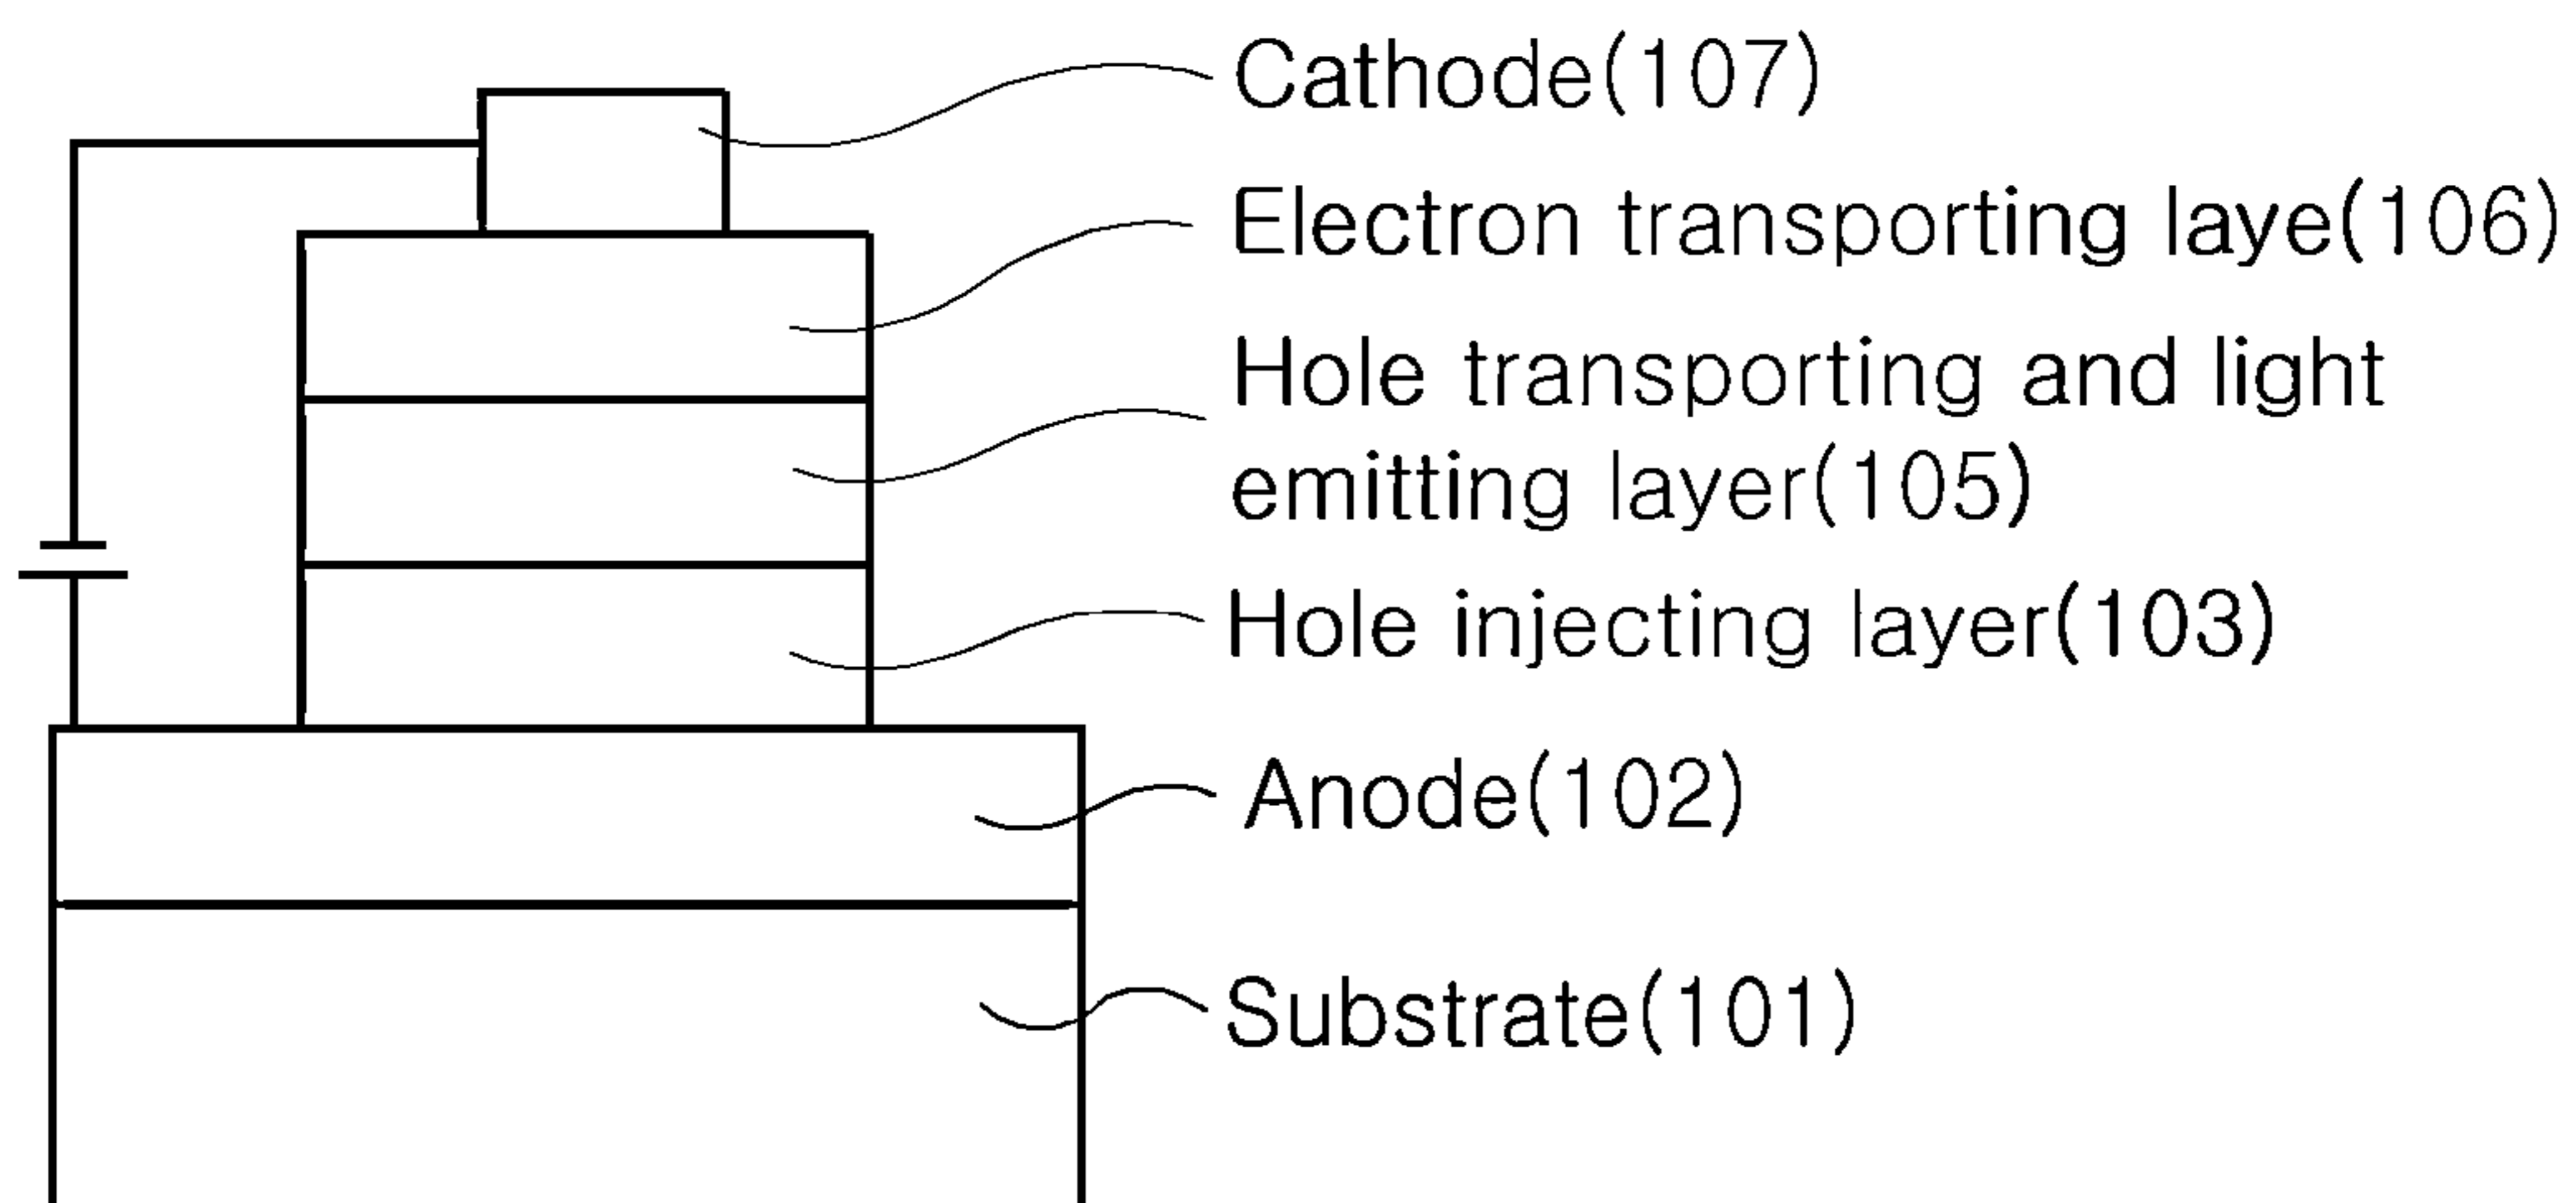 Cathode(107)
Electron transporting laye(106)
Hole transporting and light
emitting layer(105)
Hole injecting layer(103)
Anode(102)
Substrate(101)